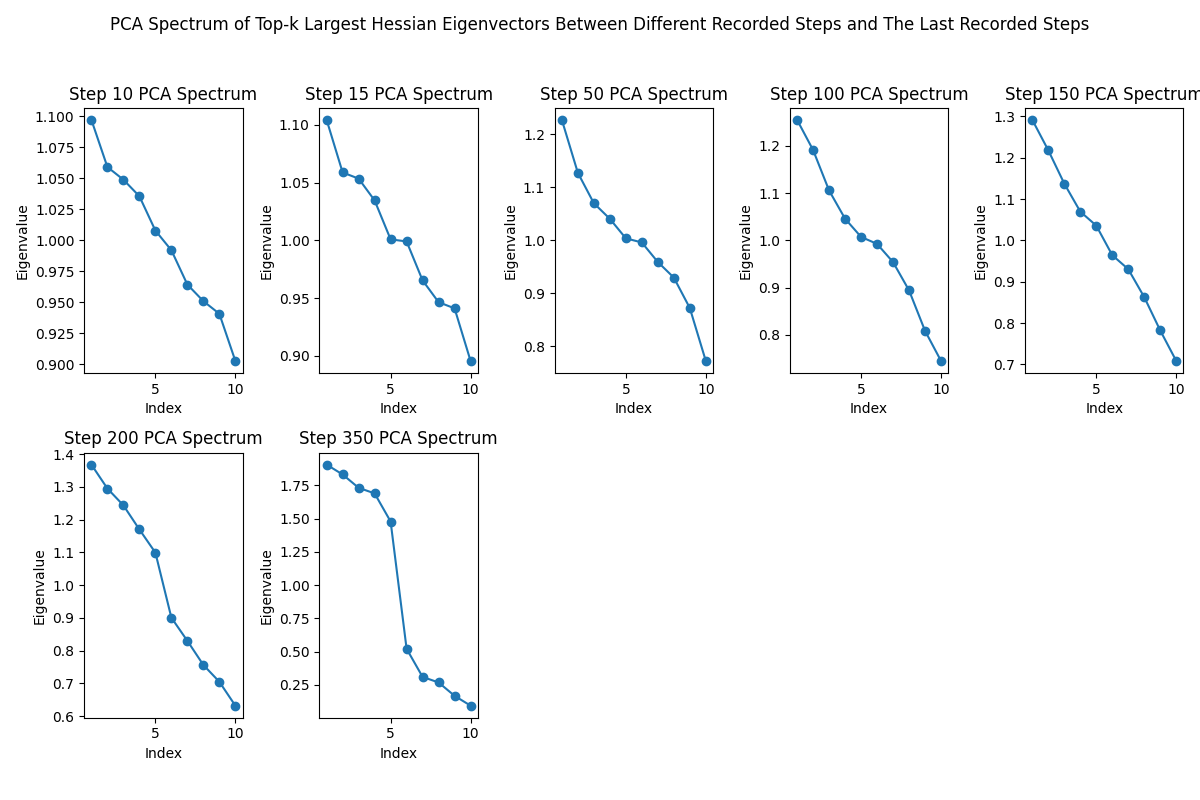 PCA Spectrum of Top-k Largest Hessian Eigenvectors Between Different Recorded Steps and The Last Recorded Steps
Step 10 PCA Spectrum
1.100
1.075
1.050
1.025
1.000
0.975
0.950
0.925
0.900
Eigenvalue
5
10
Index
Step 15 PCA Spectrum
1.10
1.05
1.00
0.95
0.90
Eigenvalue
5
10
Index
Step 50 PCA Spectrum
1.2
1.1
1.0
0.9
0.8
Eigenvalue
5
10
Index
Step 100 PCA Spectrum
1.2
1.1
1.0
0.9
0.8
Eigenvalue
5
10
Index
Step 150 PCA Spectrum
1.3
1.2
1.1
1.0
0.9
0.8
0.7
Eigenvalue
5
10
Index
Step 200 PCA Spectrum
1.4
1.3
1.2
1.1
1.0
0.9
0.8
0.7
0.6
Eigenvalue
5
10
Index
Step 350 PCA Spectrum
1.75
1.50
1.25
1.00
0.75
0.50
0.25
Eigenvalue
5
10
Index